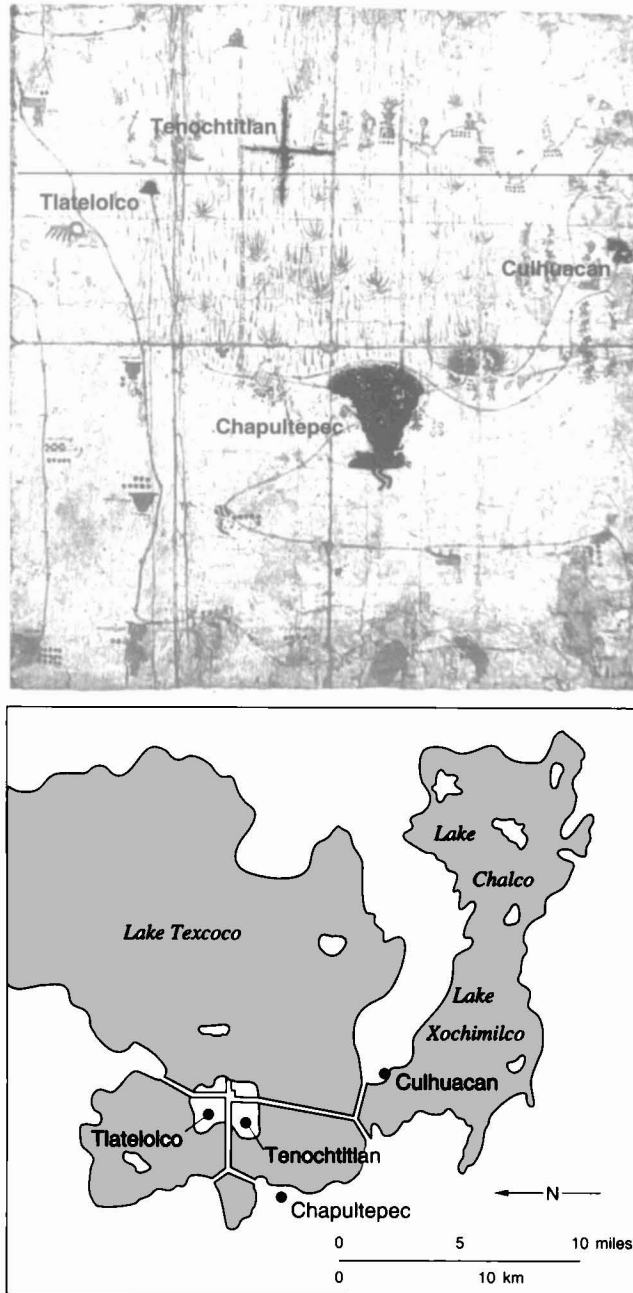 Tenochtitlan
Tlatelolco
Culhuacan
Chapultepec
Lake
Chalco
Lake Texcoco
Lake
Xochimilco
Culhuacan
Tlatelolco
Tenochtitlan
N
Chapultepec
0 5 10 miles
0 10 km